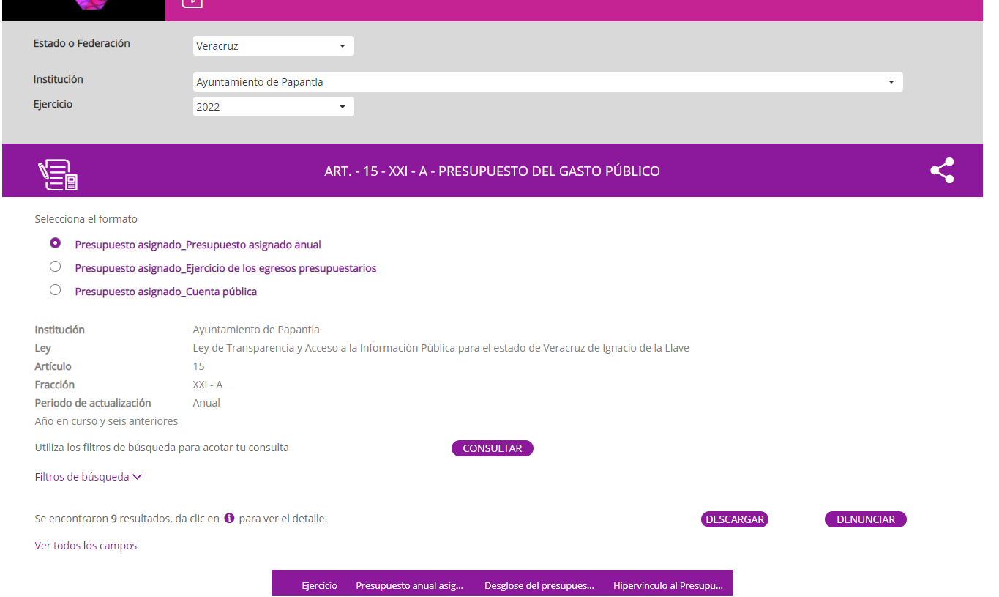 Estado o Federación
Veracruz
Institución
Ayuntamiento de Papantla
Ejercicio
2022
ART. - 15 - XXI - A - PRESUPUESTO DEL GASTO PÚBLICO
Selecciona el formato
Presupuesto asignado_Presupuesto asignado anual
Presupuesto asignado_Ejercicio de los egresos presupuestarios
Presupuesto asignado_Cuenta pública
Institución Ayuntamiento de Papantla
Ley Ley de Transparencia y Acceso a la Información Pública para el estado de Veracruz de Ignacio de la Llave
Artículo 15
Fracción XXI - A
Periodo de actualización Anual
Año en curso y seis anteriores
Utiliza los filtros de búsqueda para acotar tu consulta CONSULTAR
Filtros de búsqueda
Se encontraron 9 resultados, da clic en i para ver el detalle. DESCARGAR DENUNCIAR
Ver todos los campos
Ejercicio Presupuesto anual asig... Desglose del presupues... Hipervínculo al Presupu...